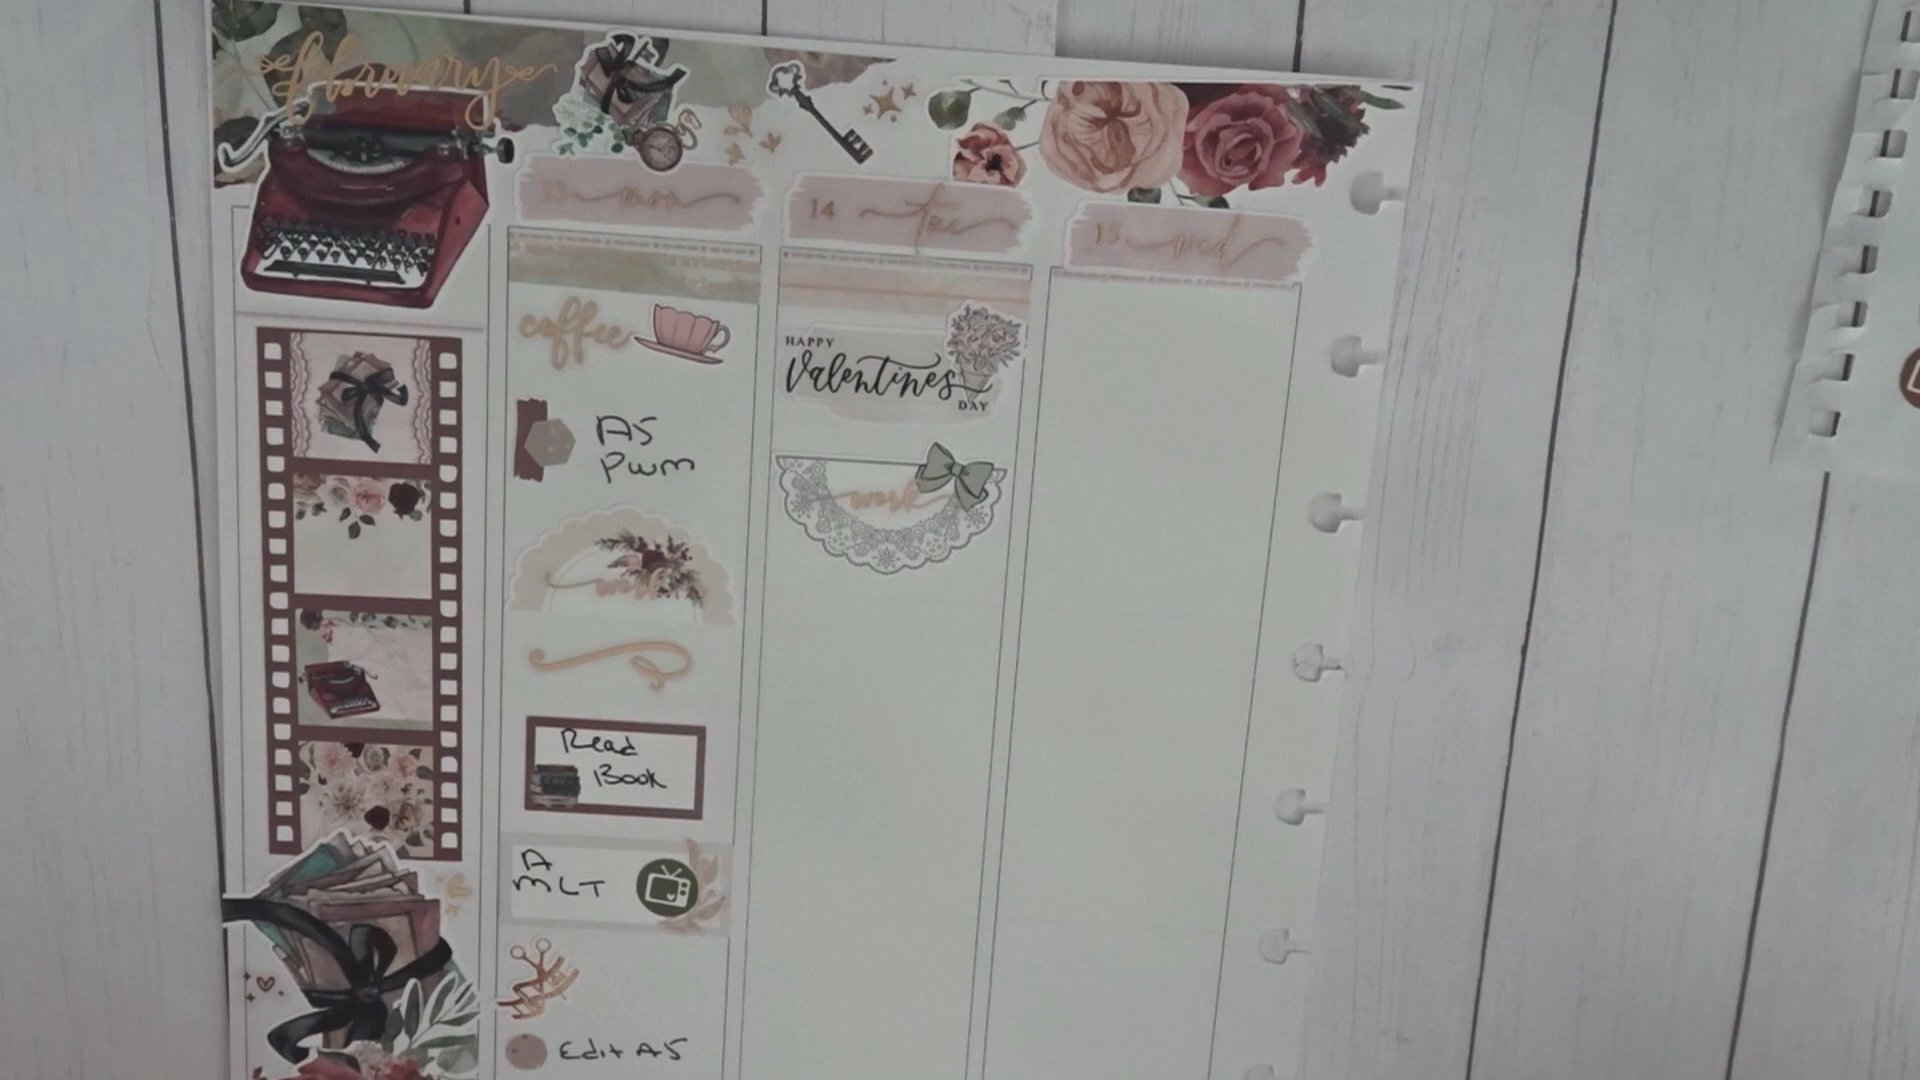 february
13 mon
14 tue
15 wed
coffee
A5
PWM
work
Read
Book
A
MLT
Edit A5
HAPPY
Valentines
DAY
work